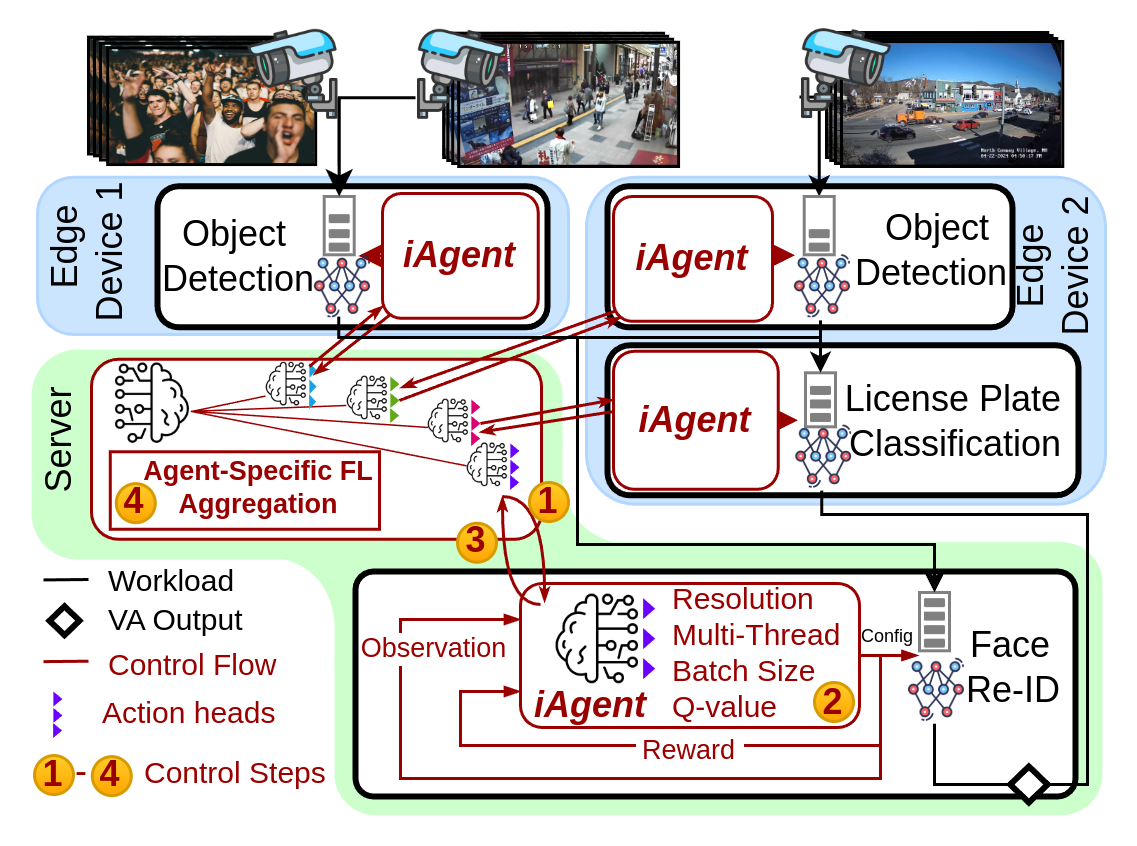 North Conway Village, NH
04-22-2024 04:50:17 PM
Edge
Device 1
Object
Detection
iAgent
iAgent
Object
Detection
Edge
Device 2
iAgent
License Plate
Classification
Server
Agent-Specific FL
Aggregation
4
1
3
Workload
VA Output
Control Flow
Action heads
1 - 4 Control Steps
Observation
iAgent
Resolution
Multi-Thread
Batch Size
Q-value
2
Reward
Config
Face
Re-ID